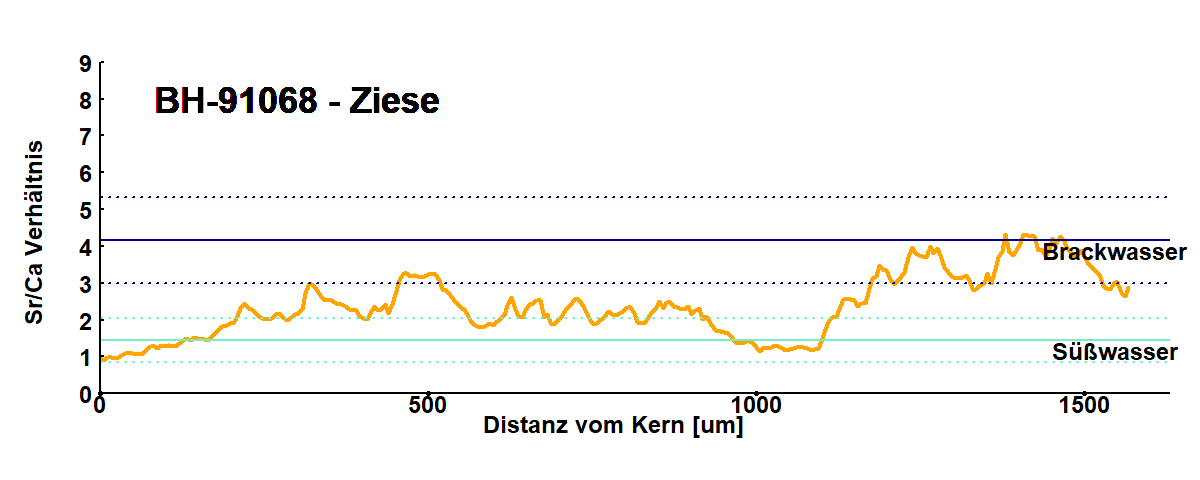 BH-91068 - Ziese
Sr/Ca Verhältnis
9
8
7
6
5
4
3
2
1
0
Brackwasser
Süßwasser
0 500 1000 1500
Distanz vom Kern [um]